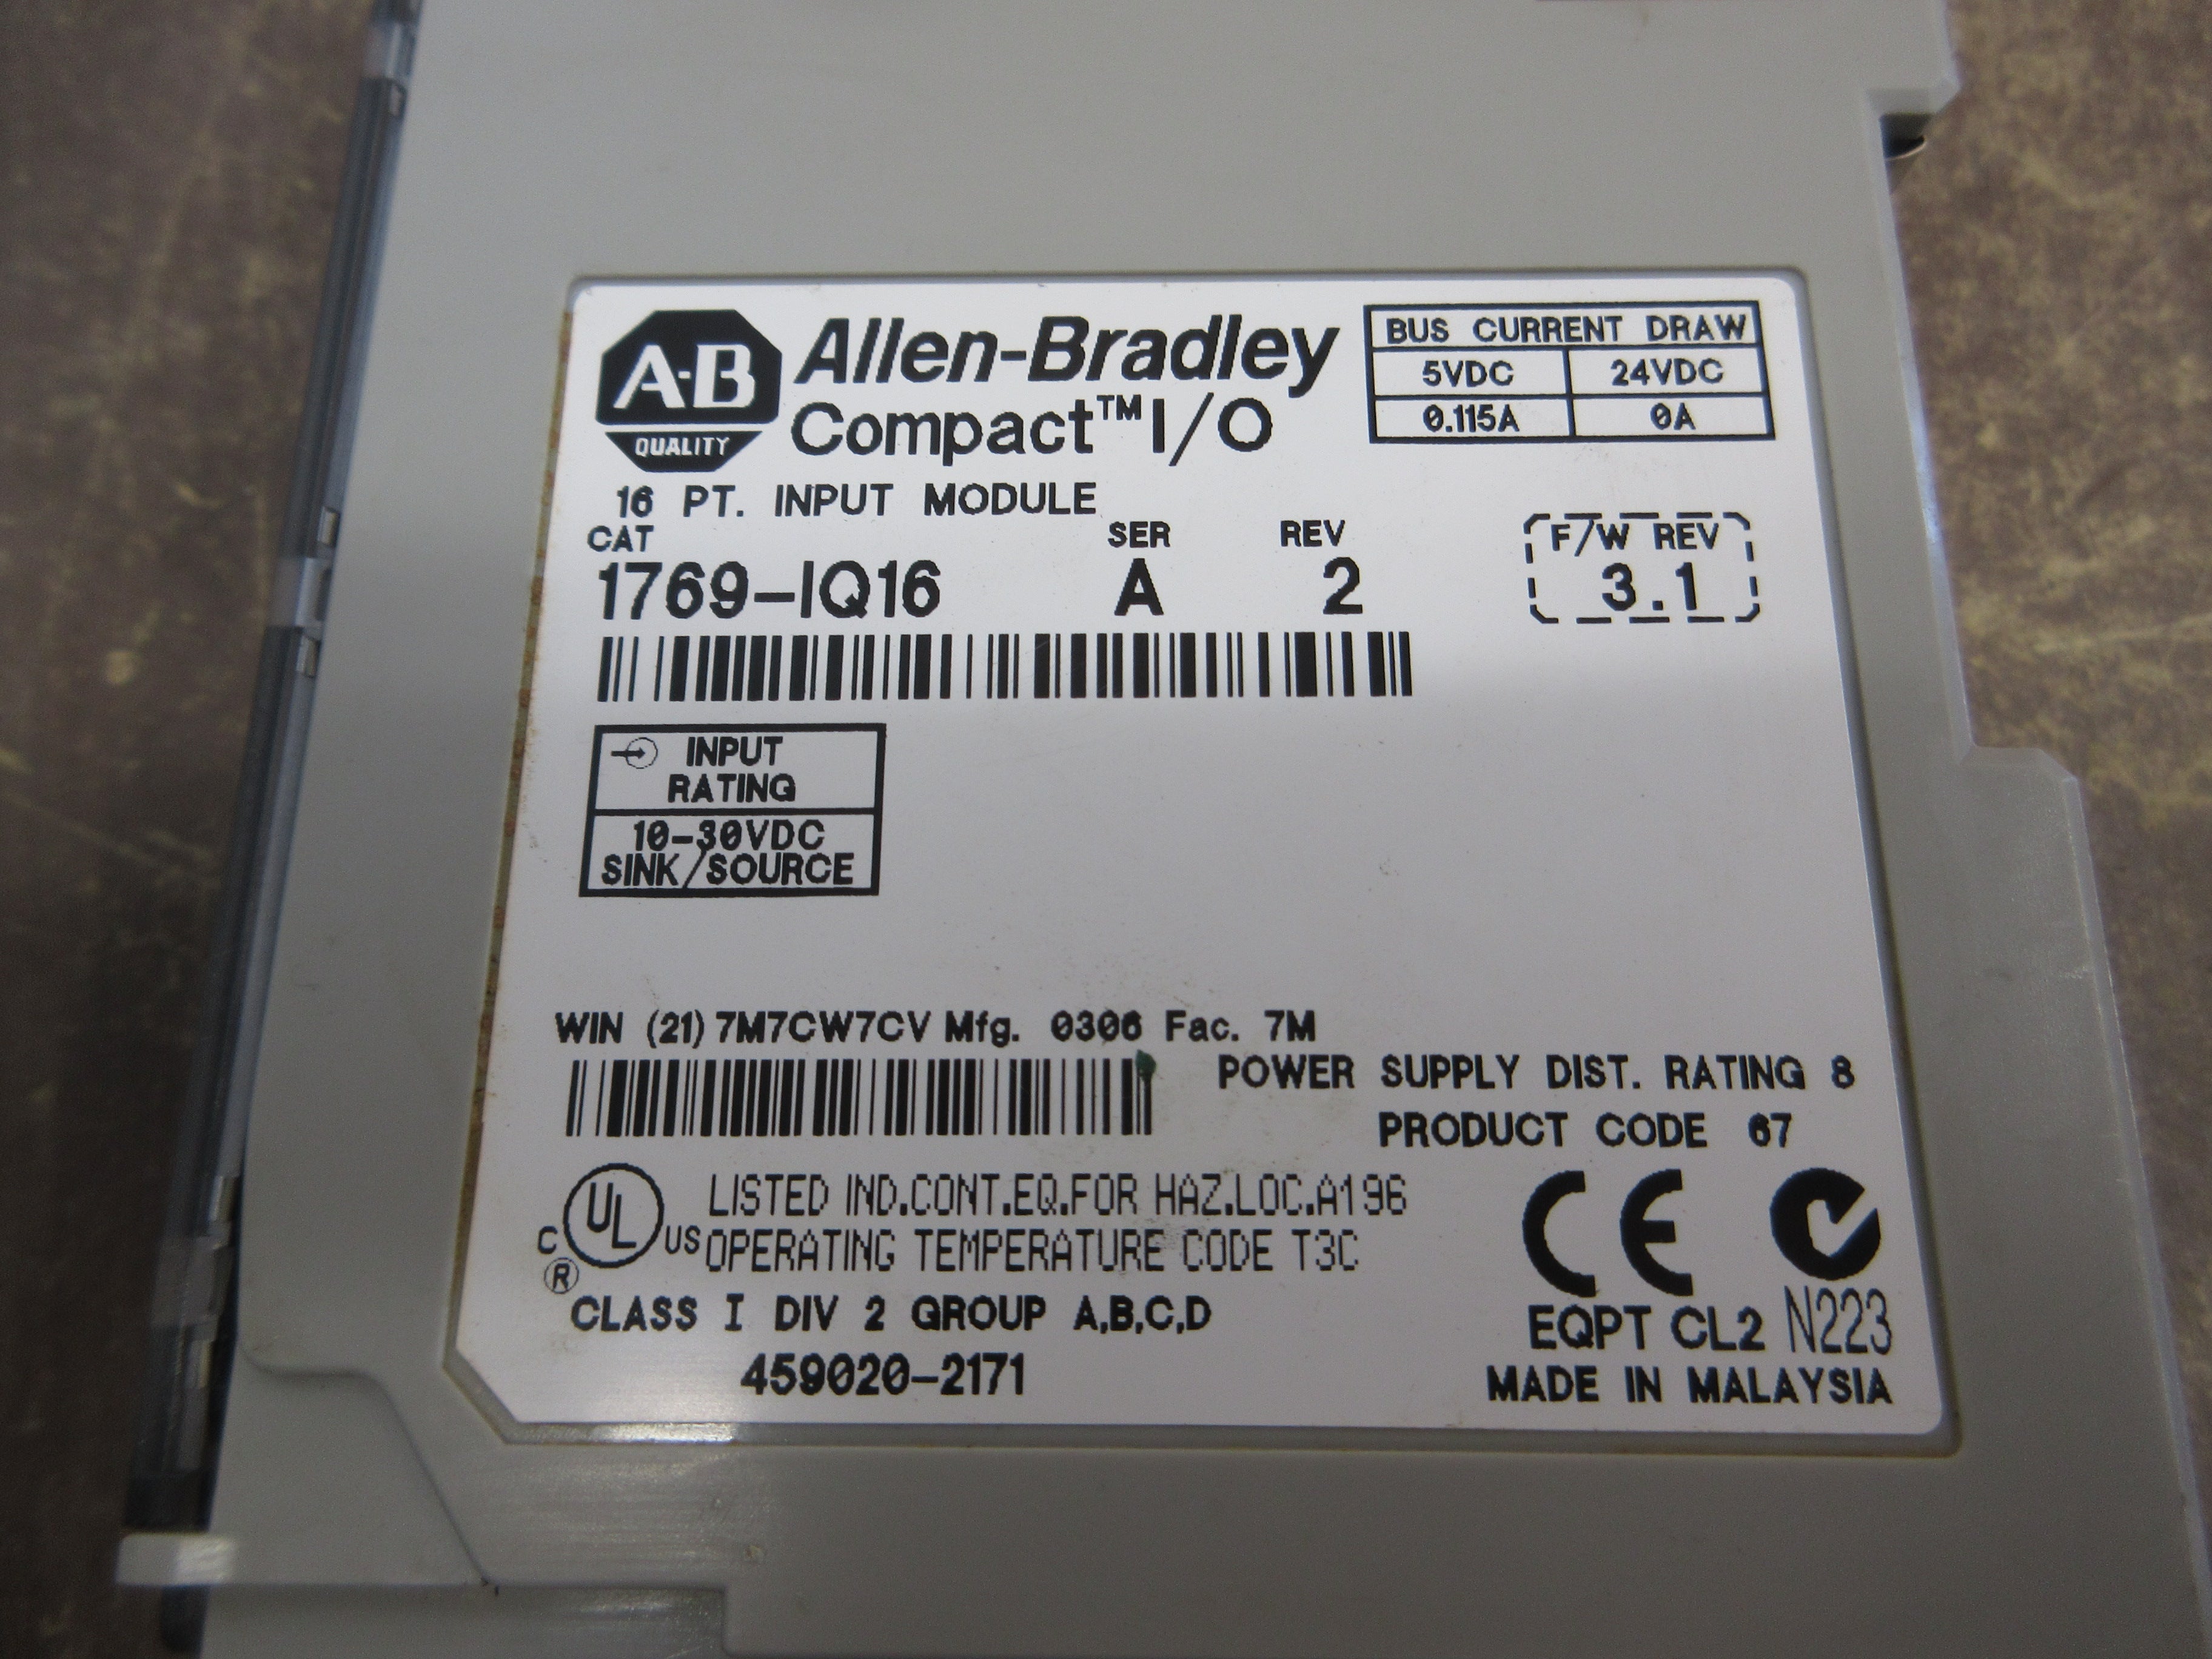 A-B
QUALITY
Allen-Bradley
Compact™ I/O
BUS CURRENT DRAW
5VDC 24VDC
0.115A 0A
16 PT. INPUT MODULE
CAT SER REV
1769-IQ16 A 2
F/W REV
3.1
INPUT
RATING
10-30VDC
SINK/SOURCE
WIN (21) 7M7CW7CV Mfg. 0306 Fac. 7M
POWER SUPPLY DIST. RATING 8
PRODUCT CODE 67
C UL US ®
LISTED IND.CONT.EQ.FOR HAZ.LOC.A196
OPERATING TEMPERATURE CODE T3C
CLASS I DIV 2 GROUP A,B,C,D
459020-2171
CE
EQPT CL2 N223
MADE IN MALAYSIA